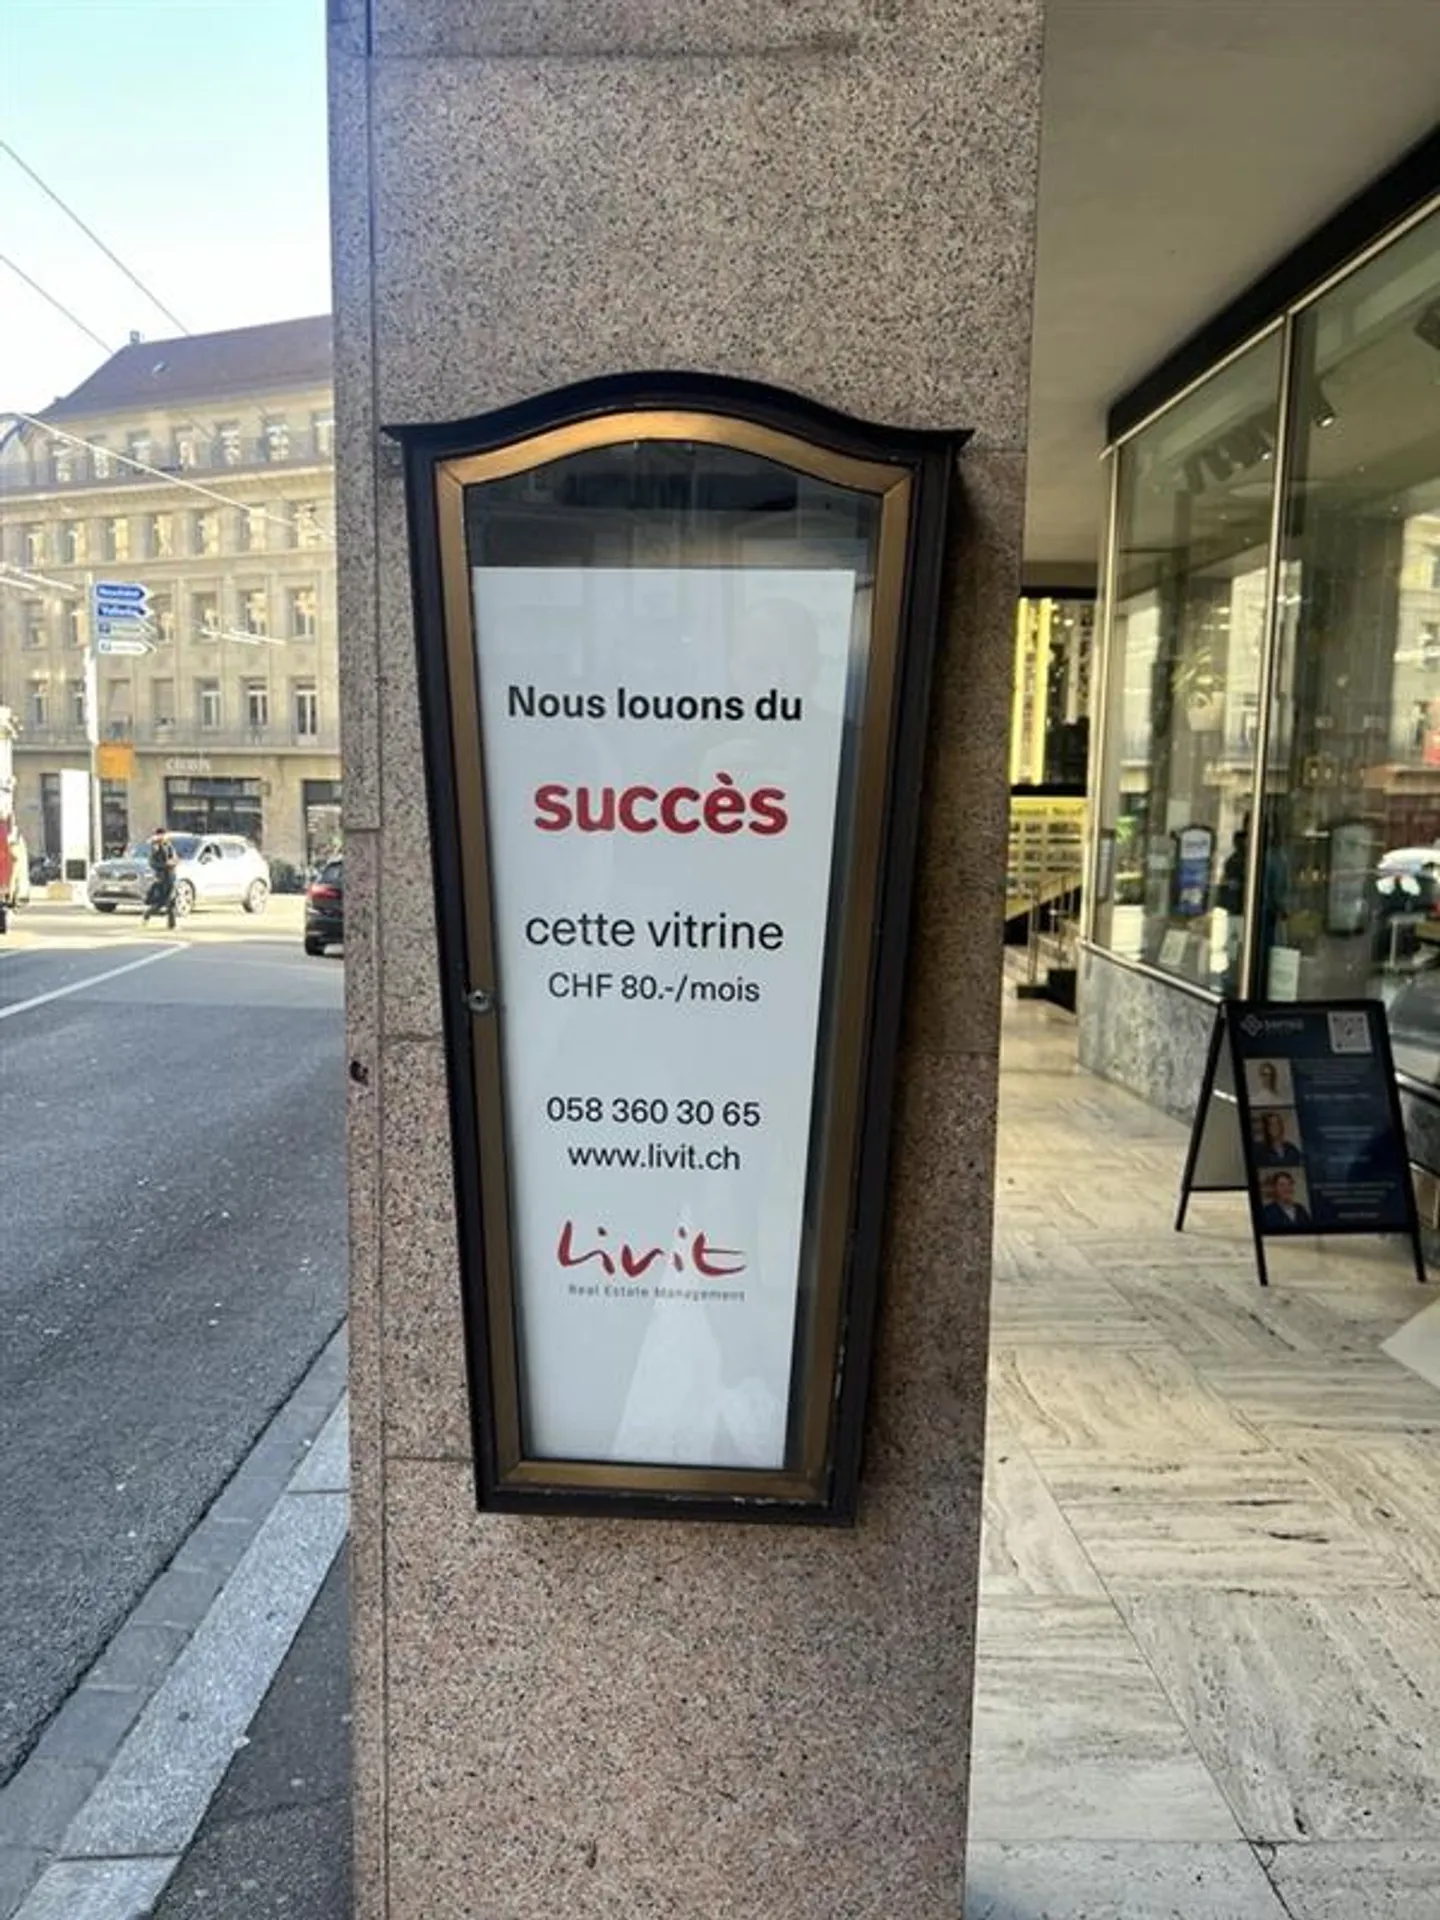 Nous louons du
succès
cette vitrine
CHF 80.-/mois
058 360 30 65
www.livit.ch
Livit
Real Estate Management